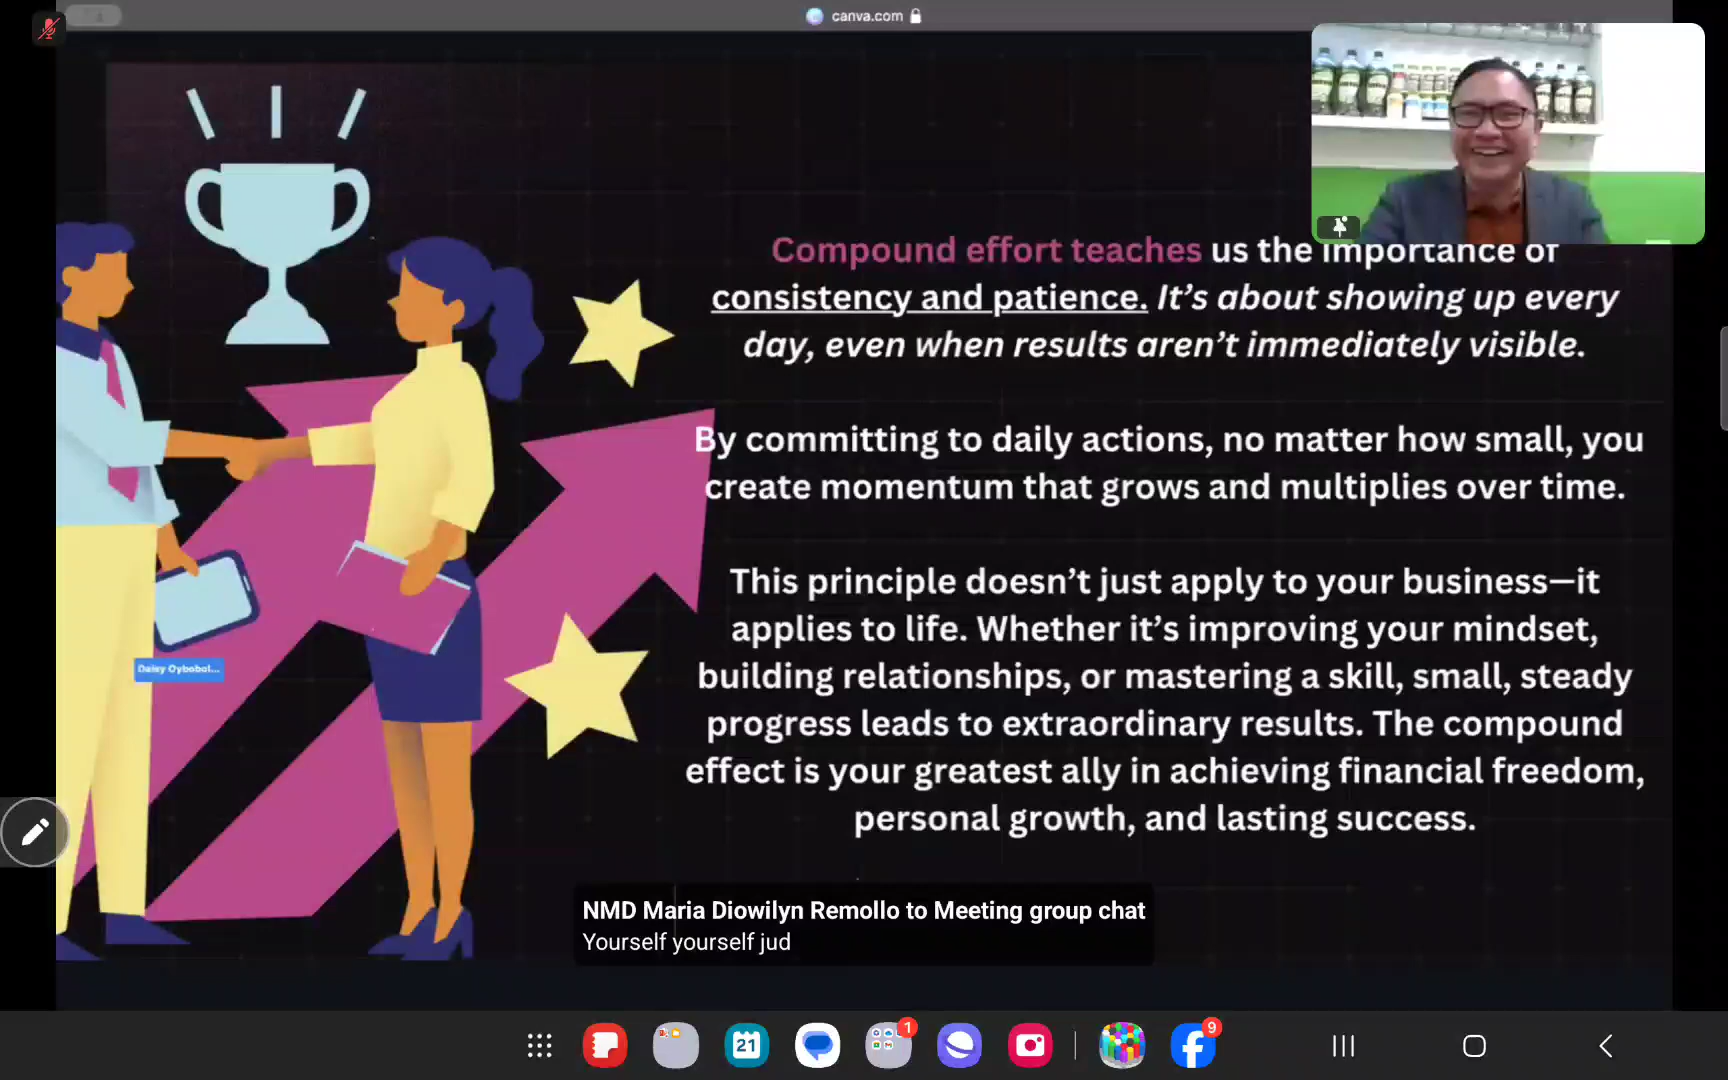 canva.com
Compound effort teaches us the importance of
consistency and patience. It’s about showing up every
day, even when results aren’t immediately visible.
By committing to daily actions, no matter how small, you
create momentum that grows and multiplies over time.
This principle doesn’t just apply to your business—it
applies to life. Whether it’s improving your mindset,
building relationships, or mastering a skill, small, steady
progress leads to extraordinary results. The compound
effect is your greatest ally in achieving financial freedom,
personal growth, and lasting success.
Daisy Oybobal...
NMD Maria Diowilyn Remollo to Meeting group chat
Yourself yourself jud
21
1
9